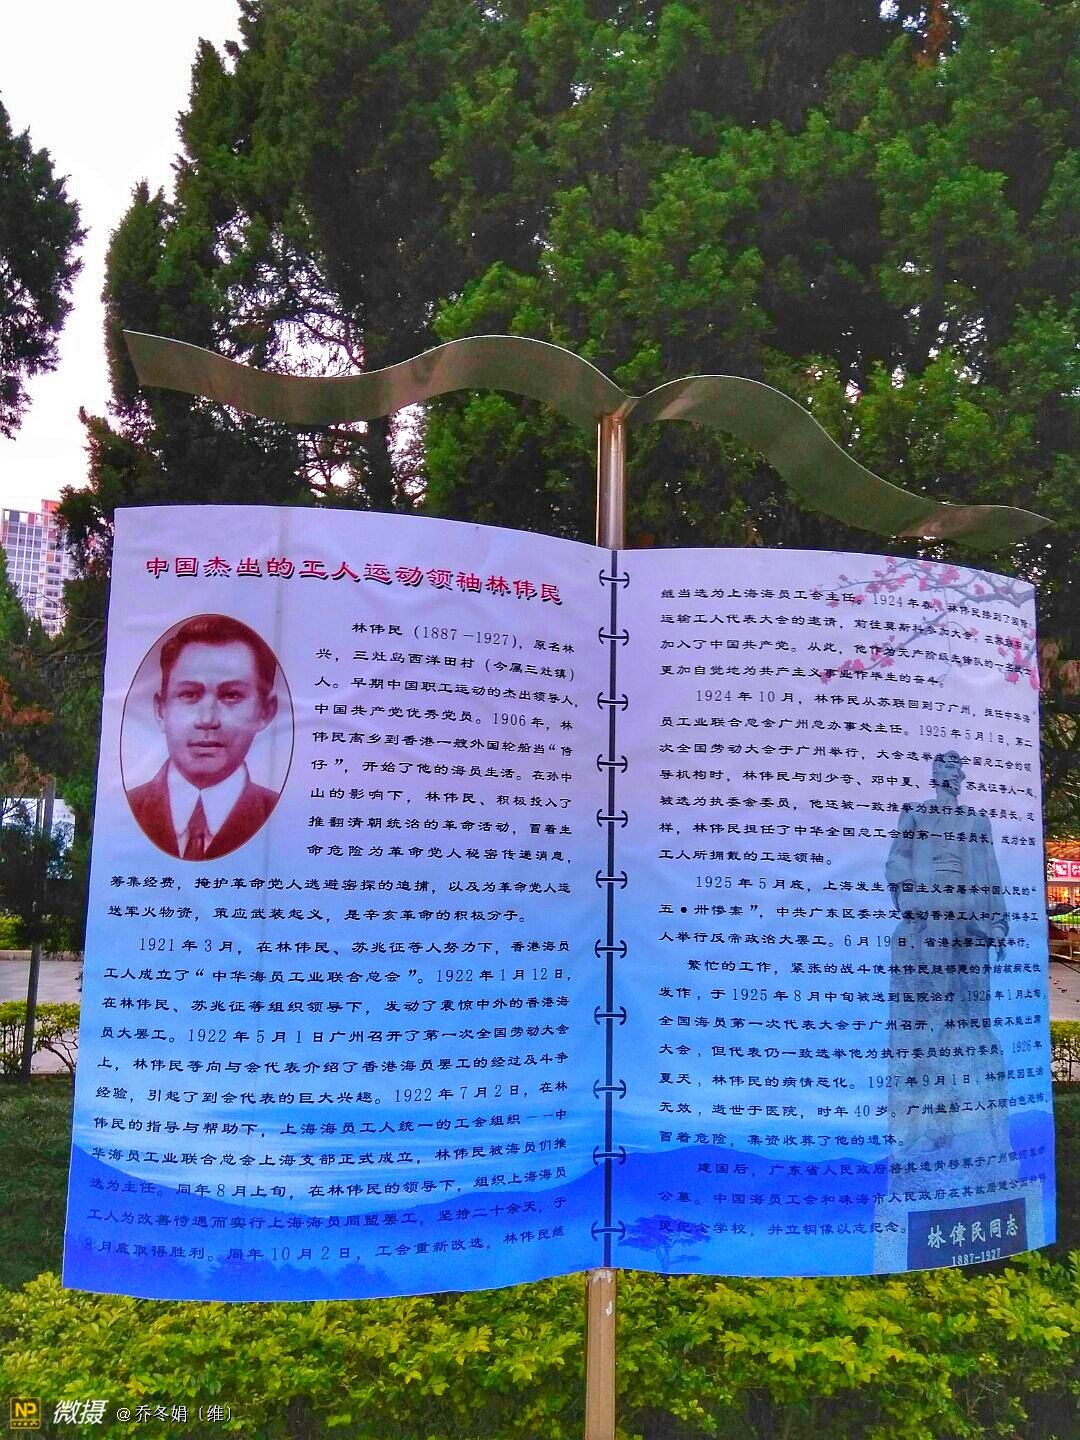 中国杰出的工人运动领袖林伟民
林伟民（1887－1927），原名林
兴，三灶岛西洋田村（今属三灶镇）
人。早期中国职工运动的杰出领导人，
中国共产党优秀党员。1906年，林
伟民离乡到香港一艘外国轮船当“侍
仔”，开始了他的海员生活。在孙中
山的影响下，林伟民、积极投入了
推翻清朝统治的革命活动，冒着生
命危险为革命党人秘密传递消息，
筹集经费，掩护革命党人逃避密探的追捕，以及为革命党人运
送军火物资，策应武装起义，是辛亥革命的积极分子。
1921年3月，在林伟民、苏兆征等人努力下，香港海员
工人成立了“中华海员工业联合总会”。1922年1月12日，
在林伟民、苏兆征等组织领导下，发动了震惊中外的香港海
员大罢工。1922年5月1日广州召开了第一次全国劳动大会
上，林伟民等向与会代表介绍了香港海员罢工的经过及斗争
经验，引起了到会代表的巨大兴趣。1922年7月2日，在林
伟民的指导与帮助下，上海海员工人统一的工会组织——中
华海员工业联合总会上海支部正式成立，林伟民被海员们推
选为主任。同年8月上旬，在林伟民的领导下，组织上海海员
工人为改善待遇而实行上海海员同盟罢工，坚持二十余天，于
8月底取得胜利。同年10月2日，工会重新改选，林伟民继
继当选为上海海员工会主任。1924年春，林伟民接到了国际
运输工人代表大会的邀请，前往莫斯科参加大会。在苏联期间
加入了中国共产党。从此，他作为无产阶级先锋队的一名战士，
更加自觉地为共产主义事业作毕生的奋斗。
1924年10月，林伟民从苏联回到了广州，担任中华海
员工业联合总会广州总办事处主任。1925年5月1日，第二
次全国劳动大会于广州举行，大会选举成立全国总工会的领
导机构时，林伟民与刘少奇、邓中夏、李森、苏兆征等人一起，
被选为执委会委员，他还被一致推举为执行委员会委员长。这
样，林伟民担任了中华全国总工会的第一任委员长，成为全国
工人所拥戴的工运领袖。
1925年5月底，上海发生帝国主义者屠杀中国人民的“
五●卅惨案”，中共广东区委决定发动香港工人和广州洋务工
人举行反帝政治大罢工。6月19日，省港大罢工正式举行。
繁忙的工作，紧张的战斗使林伟民腿部患的骨结核病恶性
发作，于1925年8月中旬被送到医院治疗。1926年1月上旬，
全国海员第一次代表大会于广州召开，林伟民因病不能出席
大会，但代表仍一致选举他为执行委员的执行委员。1926年
夏天，林伟民的病情恶化。1927年9月1日，林伟民因医治
无效，逝世于医院，时年40岁。广州盐船工人不顾白色恐怖，
冒着危险，集资收葬了他的遗体。
建国后，广东省人民政府将其遗骨移葬于广州银河革命
公墓。中国海员工会和珠海市人民政府在其故居建公园和伟
民纪念学校，并立铜像以志纪念。
林偉民同志
1887-1927
NP 微摄 @乔冬娟〔维〕